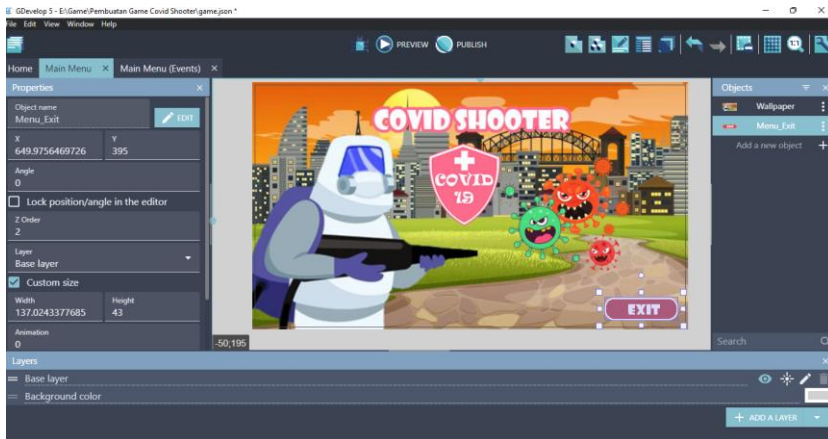 GDevelop 5 - E:\Game\Pembuatan Game Covid Shooter\game.json *
File Edit View Window Help
PREVIEW PUBLISH
Home Main Menu × Main Menu (Events) ×
Properties
Objects
Object name
Menu_Exit
EDIT
X Y
649.9756469726 395
Angle
0
Lock position/angle in the editor
Z Order
2
Layer
Base layer
Custom size
Width Height
137.0243377685 43
Animation
0
COVID SHOOTER
COVID
19
EXIT
-50;195
Wallpaper
Menu_Exit
Add a new object
Search
Layers
Base layer
Background color
ADD A LAYER